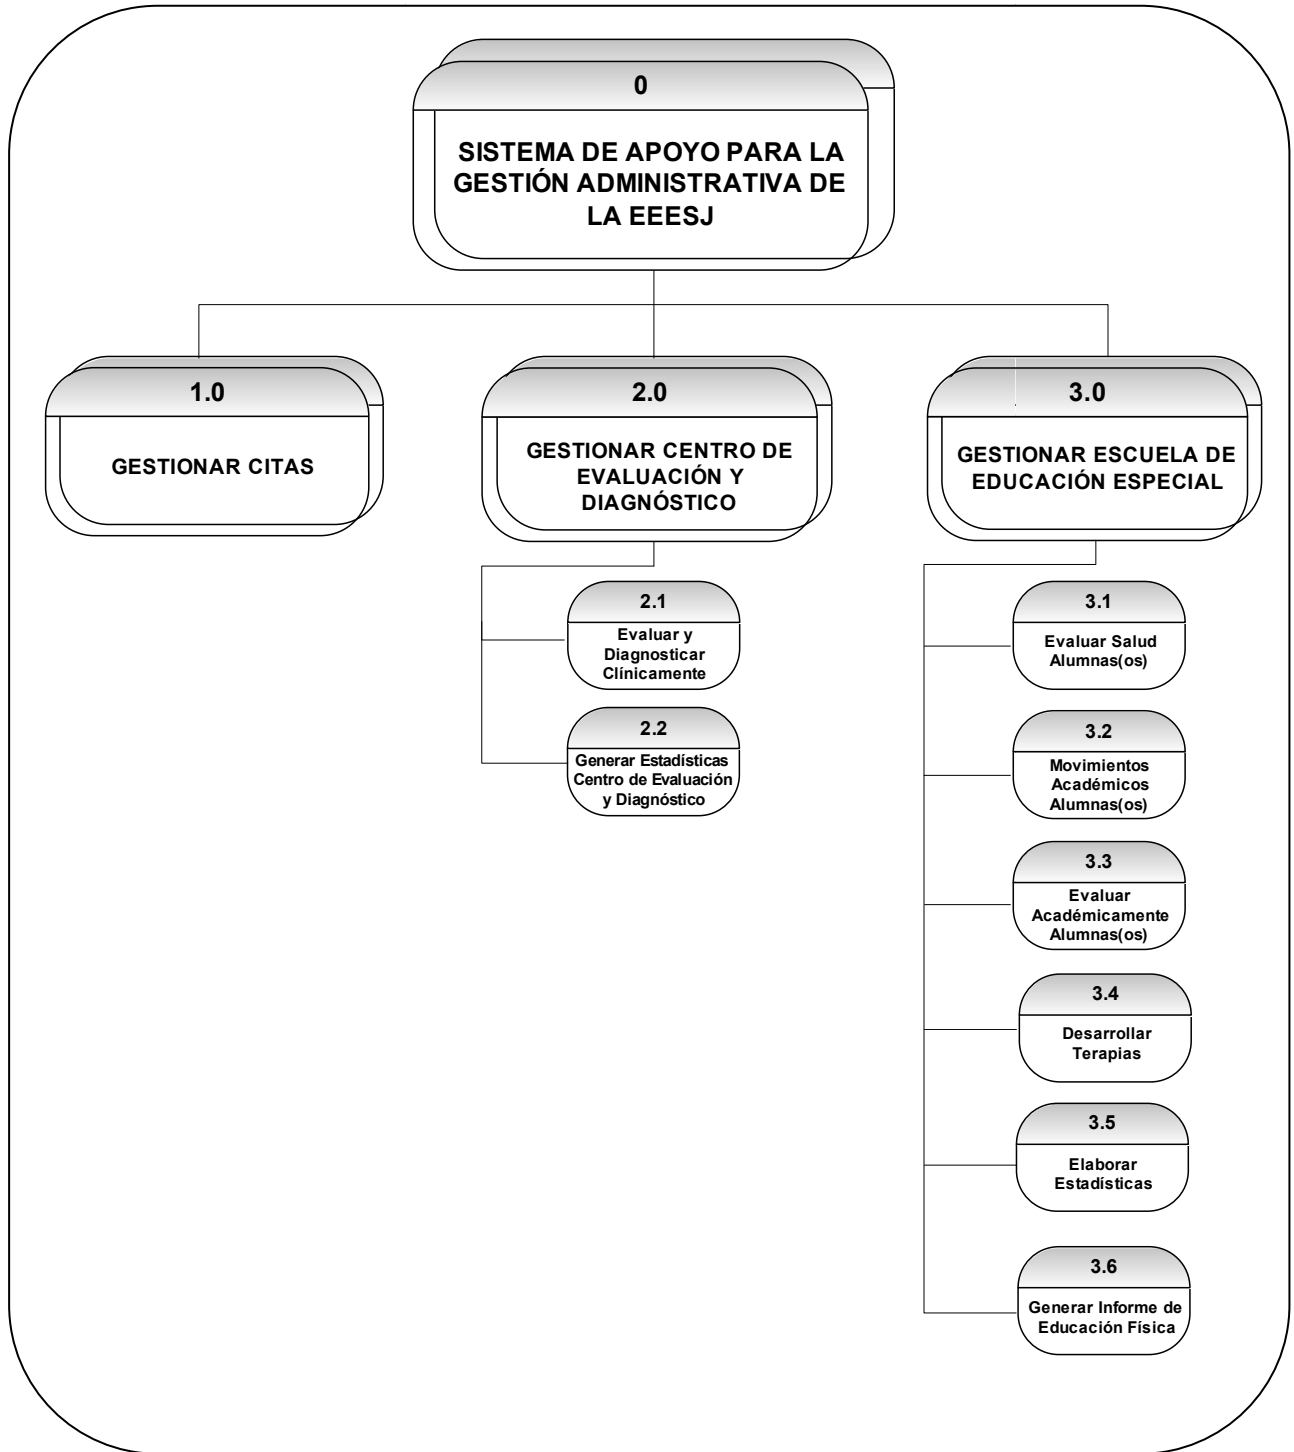 0
SISTEMA DE APOYO PARA LA
GESTIÓN ADMINISTRATIVA DE
LA EEESJ
1.0
GESTIONAR CITAS
2.0
GESTIONAR CENTRO DE
EVALUACIÓN Y
DIAGNÓSTICO
2.1
Evaluar y
Diagnosticar
Clínicamente
2.2
Generar Estadísticas
Centro de Evaluación
y Diagnóstico
3.0
GESTIONAR ESCUELA DE
EDUCACIÓN ESPECIAL
3.1
Evaluar Salud
Alumnas(os)
3.2
Movimientos
Académicos
Alumnas(os)
3.3
Evaluar
Académicamente
Alumnas(os)
3.4
Desarrollar
Terapias
3.5
Elaborar
Estadísticas
3.6
Generar Informe de
Educación Física